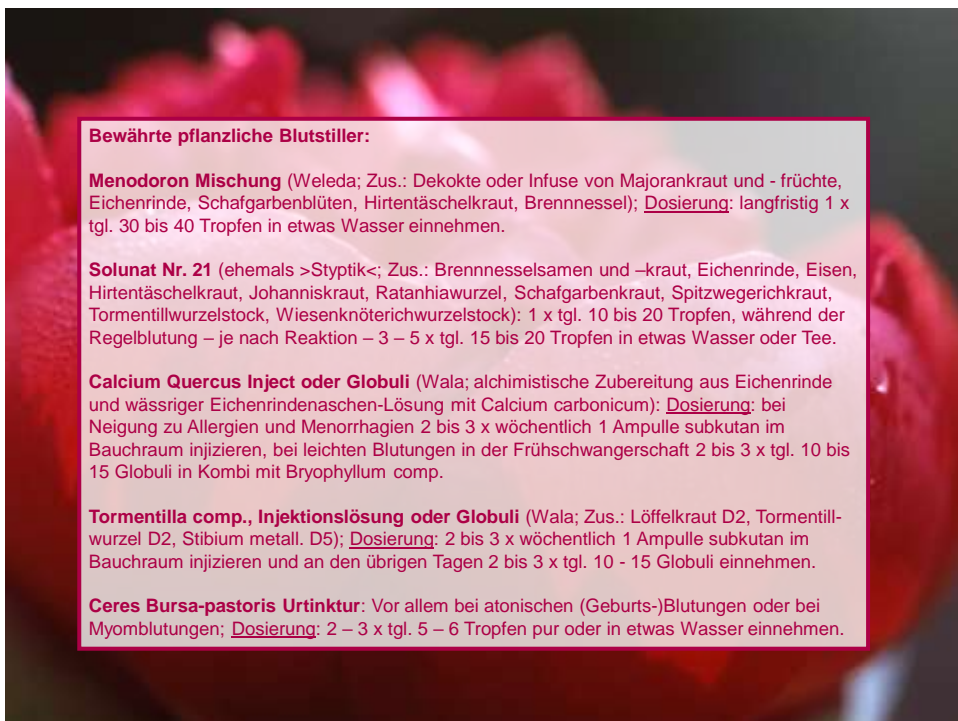 Bewährte pflanzliche Blutstiller:
Menodoron Mischung (Weleda; Zus.: Dekokte oder Infuse von Majorankraut und - früchte,
Eichenrinde, Schafgarbenblüten, Hirtentäschelkraut, Brennnessel); Dosierung: langfristig 1 x
tgl. 30 bis 40 Tropfen in etwas Wasser einnehmen.
Solunat Nr. 21 (ehemals >Styptik<; Zus.: Brennnesselsamen und –kraut, Eichenrinde, Eisen,
Hirtentäschelkraut, Johanniskraut, Ratanhiawurzel, Schafgarbenkraut, Spitzwegerichkraut,
Tormentillwurzelstock, Wiesenknöterichwurzelstock): 1 x tgl. 10 bis 20 Tropfen, während der
Regelblutung – je nach Reaktion – 3 – 5 x tgl. 15 bis 20 Tropfen in etwas Wasser oder Tee.
Calcium Quercus Inject oder Globuli (Wala; alchimistische Zubereitung aus Eichenrinde
und wässriger Eichenrindenaschen-Lösung mit Calcium carbonicum): Dosierung: bei
Neigung zu Allergien und Menorrhagien 2 bis 3 x wöchentlich 1 Ampulle subkutan im
Bauchraum injizieren, bei leichten Blutungen in der Frühschwangerschaft 2 bis 3 x tgl. 10 bis
15 Globuli in Kombi mit Bryophyllum comp.
Tormentilla comp., Injektionslösung oder Globuli (Wala; Zus.: Löffelkraut D2, Tormentill-
wurzel D2, Stibium metall. D5); Dosierung: 2 bis 3 x wöchentlich 1 Ampulle subkutan im
Bauchraum injizieren und an den übrigen Tagen 2 bis 3 x tgl. 10 - 15 Globuli einnehmen.
Ceres Bursa-pastoris Urtinktur: Vor allem bei atonischen (Geburts-)Blutungen oder bei
Myomblutungen; Dosierung: 2 – 3 x tgl. 5 – 6 Tropfen pur oder in etwas Wasser einnehmen.